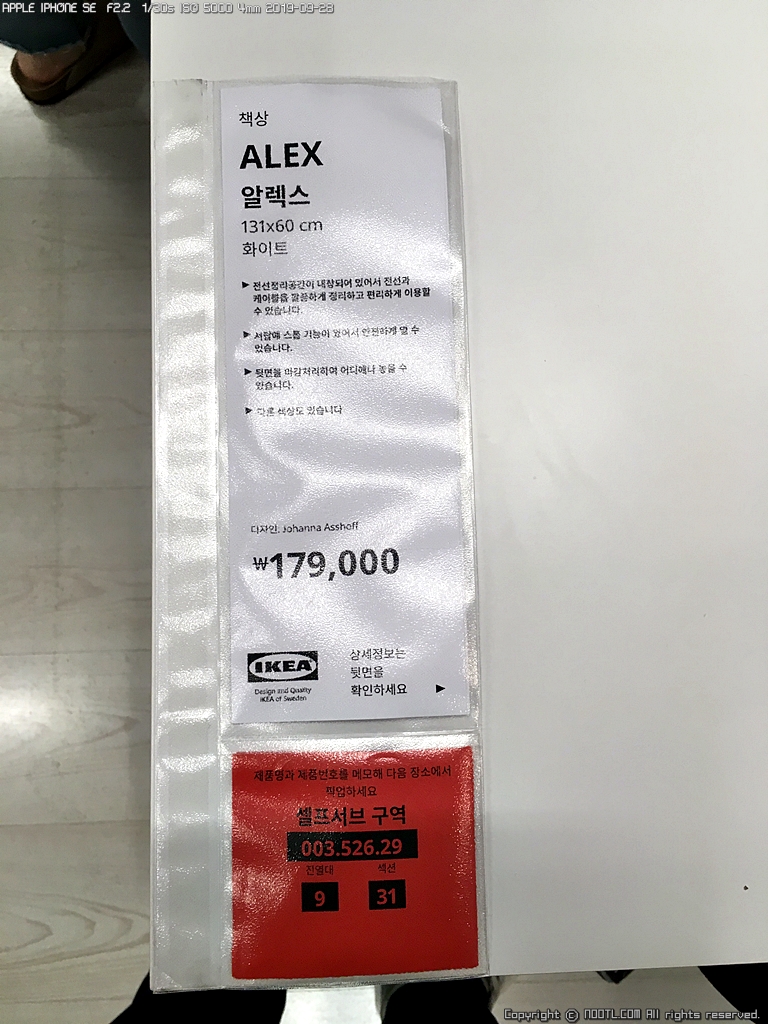 APPLE IPHONE SE F2.2 1/30s ISO 5000 4mm 2019-09-28
책상
ALEX
알렉스
131x60 cm
화이트
▶ 전선정리공간이 내장되어 있어서 전선과
케이블을 깔끔하게 정리하고 편리하게 이용할
수 있습니다.
▶ 서랍에 스톱 기능이 있어서 안전하게 열 수
있습니다.
▶ 뒷면을 마감처리하여 어디에나 놓을 수
있습니다.
▶ 다른 색상도 있습니다
디자인: Johanna Asshoff
₩179,000
IKEA
Design and Quality
IKEA of Sweden
상세정보는
뒷면을
확인하세요 ▶
제품명과 제품번호를 메모해 다음 장소에서
픽업하세요
셀프서브 구역
003.526.29
진열대 섹션
9 31
Copyright © NOOTL.COM All rights reserved.